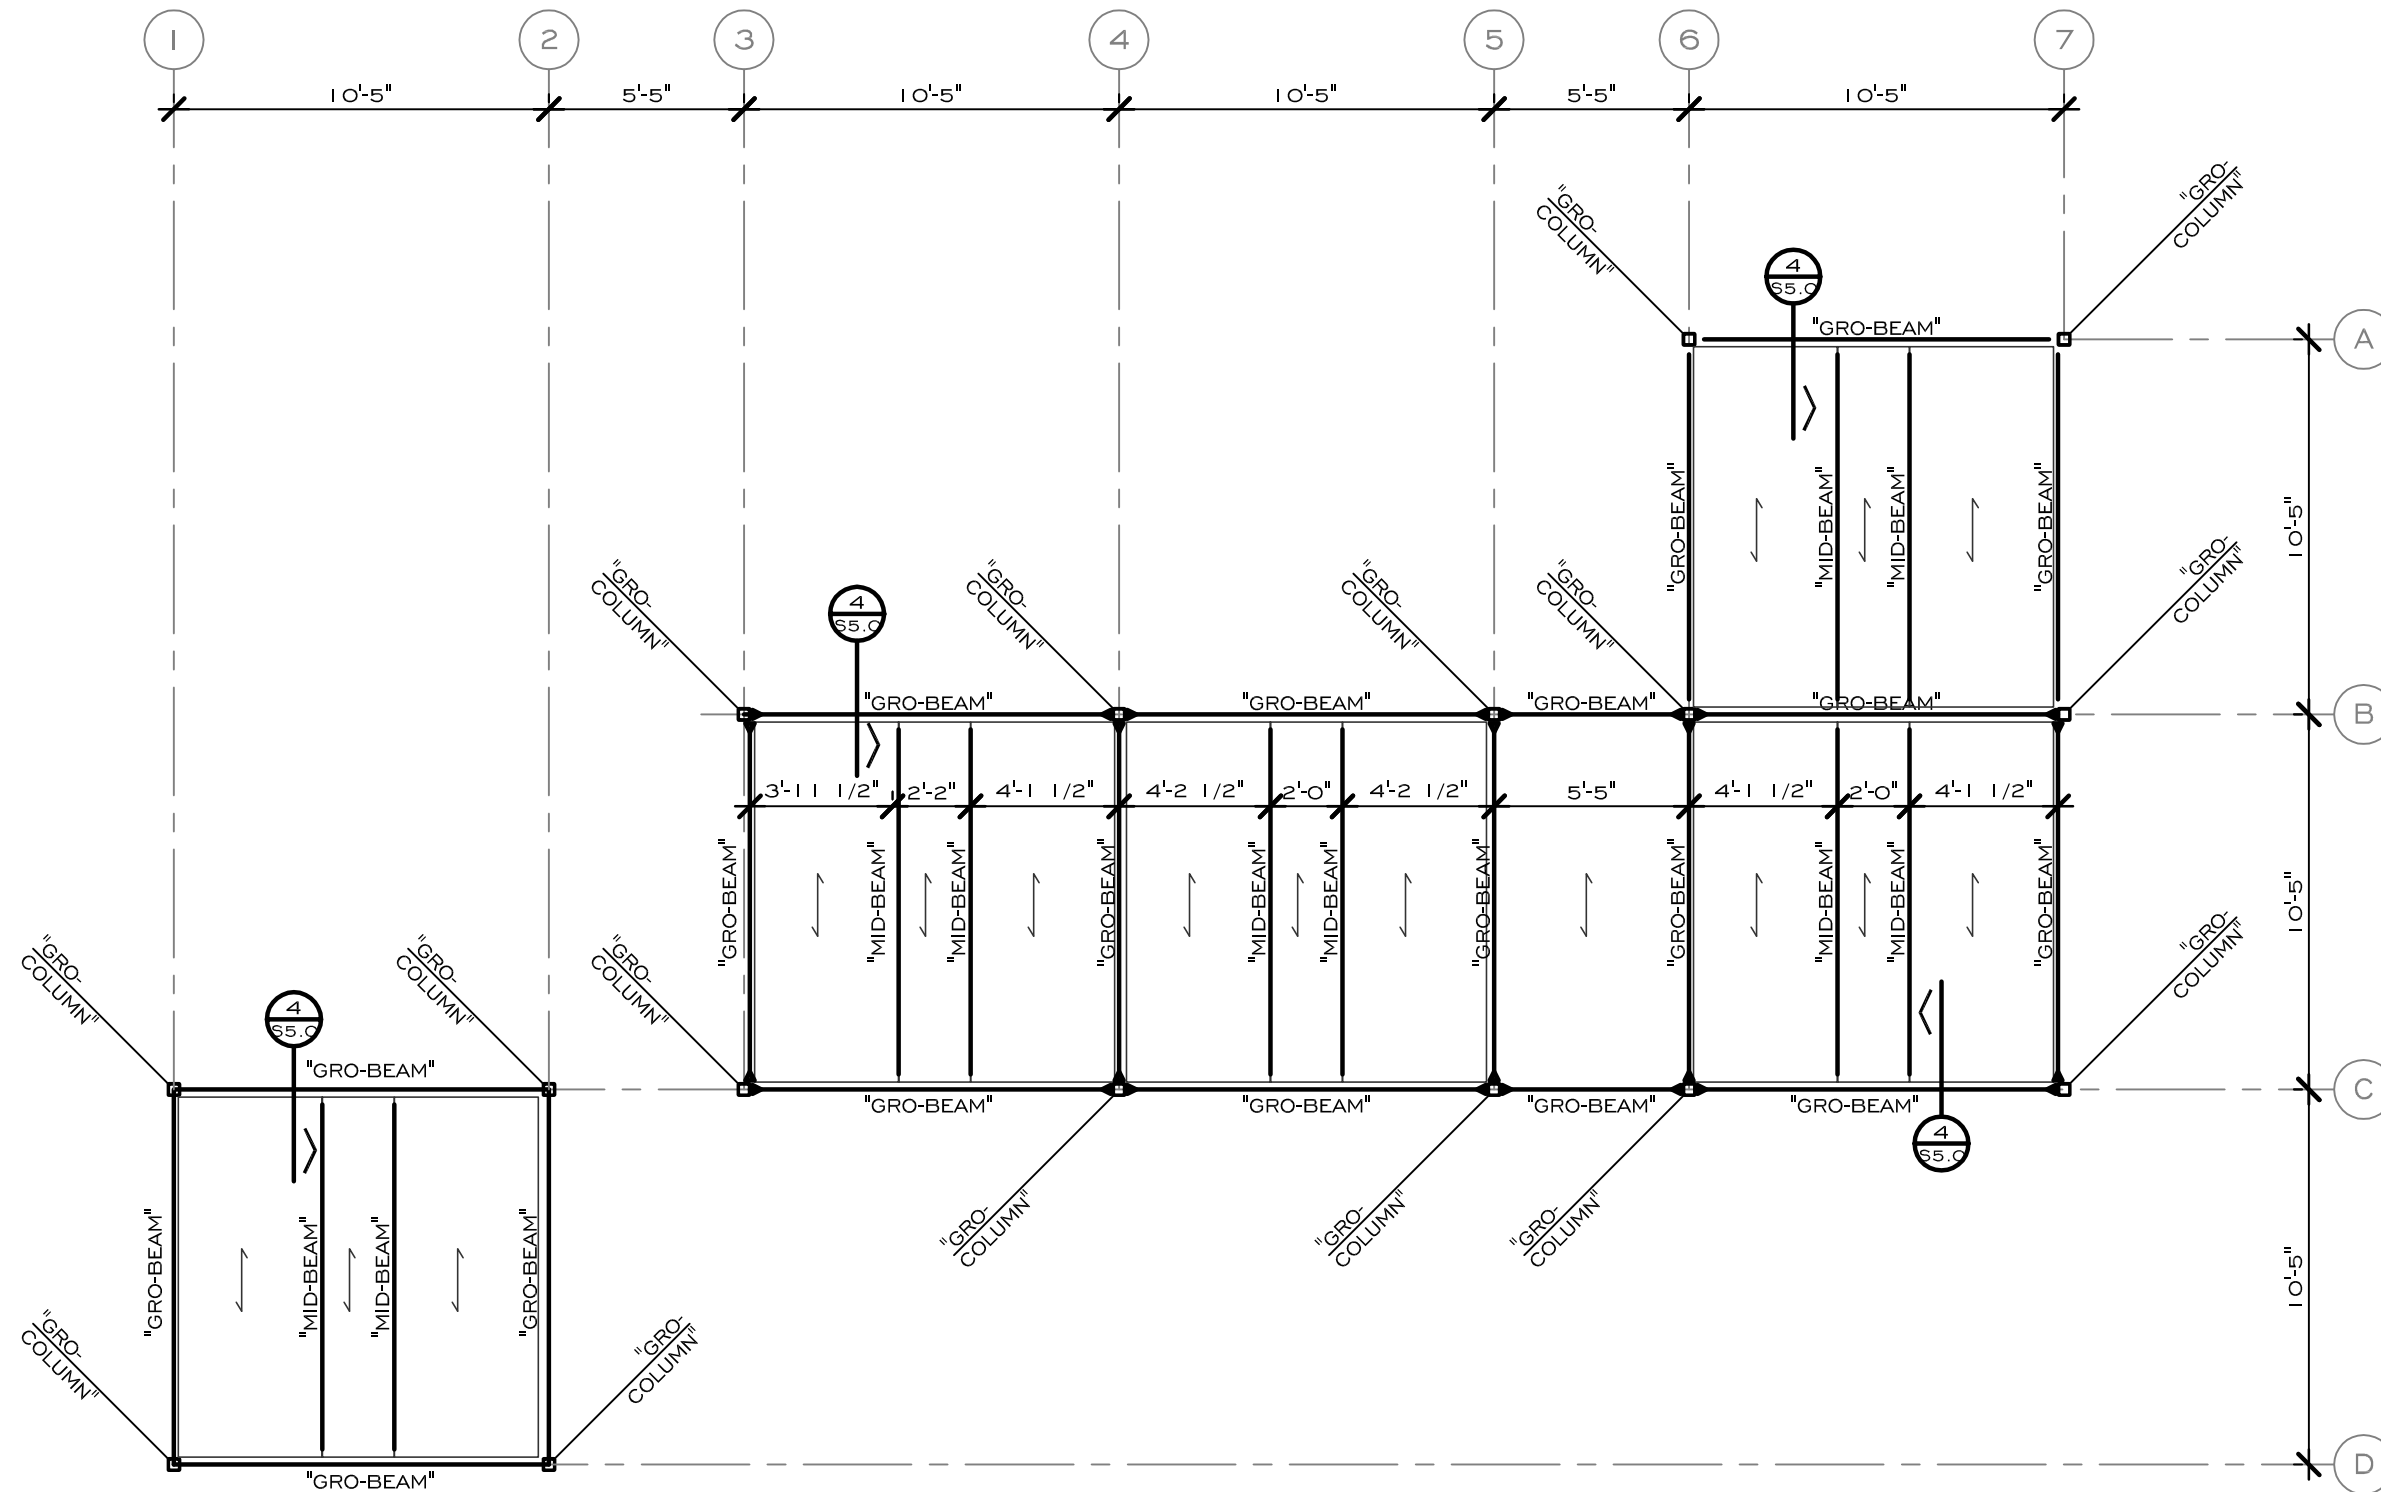 1
2
3
4
5
6
7
10'-5"
5'-5"
10'-5"
10'-5"
5'-5"
10'-5"
"GRO-
COLUMN"
"GRO-
COLUMN"
4
S5.0
"GRO-BEAM"
A
"GRO-BEAM"
"MID-BEAM"
"MID-BEAM"
"GRO-BEAM"
10'-5"
"GRO-
COLUMN"
"GRO-
COLUMN"
"GRO-
COLUMN"
"GRO-
COLUMN"
"GRO-
COLUMN"
4
S5.0
"GRO-BEAM"
"GRO-BEAM"
"GRO-BEAM"
"GRO-BEAM"
B
3'-11 1/2"
2'-2"
4'-1 1/2"
4'-2 1/2"
2'-0"
4'-2 1/2"
5'-5"
4'-1 1/2"
2'-0"
4'-1 1/2"
"GRO-BEAM"
"MID-BEAM"
"MID-BEAM"
"GRO-BEAM"
"MID-BEAM"
"MID-BEAM"
"GRO-BEAM"
"GRO-BEAM"
"MID-BEAM"
"MID-BEAM"
"GRO-BEAM"
10'-5"
"GRO-
COLUMN"
"GRO-
COLUMN"
"GRO-
COLUMN"
"GRO-
COLUMN"
4
S5.0
"GRO-BEAM"
"GRO-BEAM"
"GRO-BEAM"
"GRO-BEAM"
"GRO-BEAM"
C
4
S5.0
"GRO-
COLUMN"
"GRO-
COLUMN"
"GRO-
COLUMN"
"GRO-BEAM"
"MID-BEAM"
"MID-BEAM"
"GRO-BEAM"
10'-5"
"GRO-
COLUMN"
"GRO-
COLUMN"
"GRO-BEAM"
D